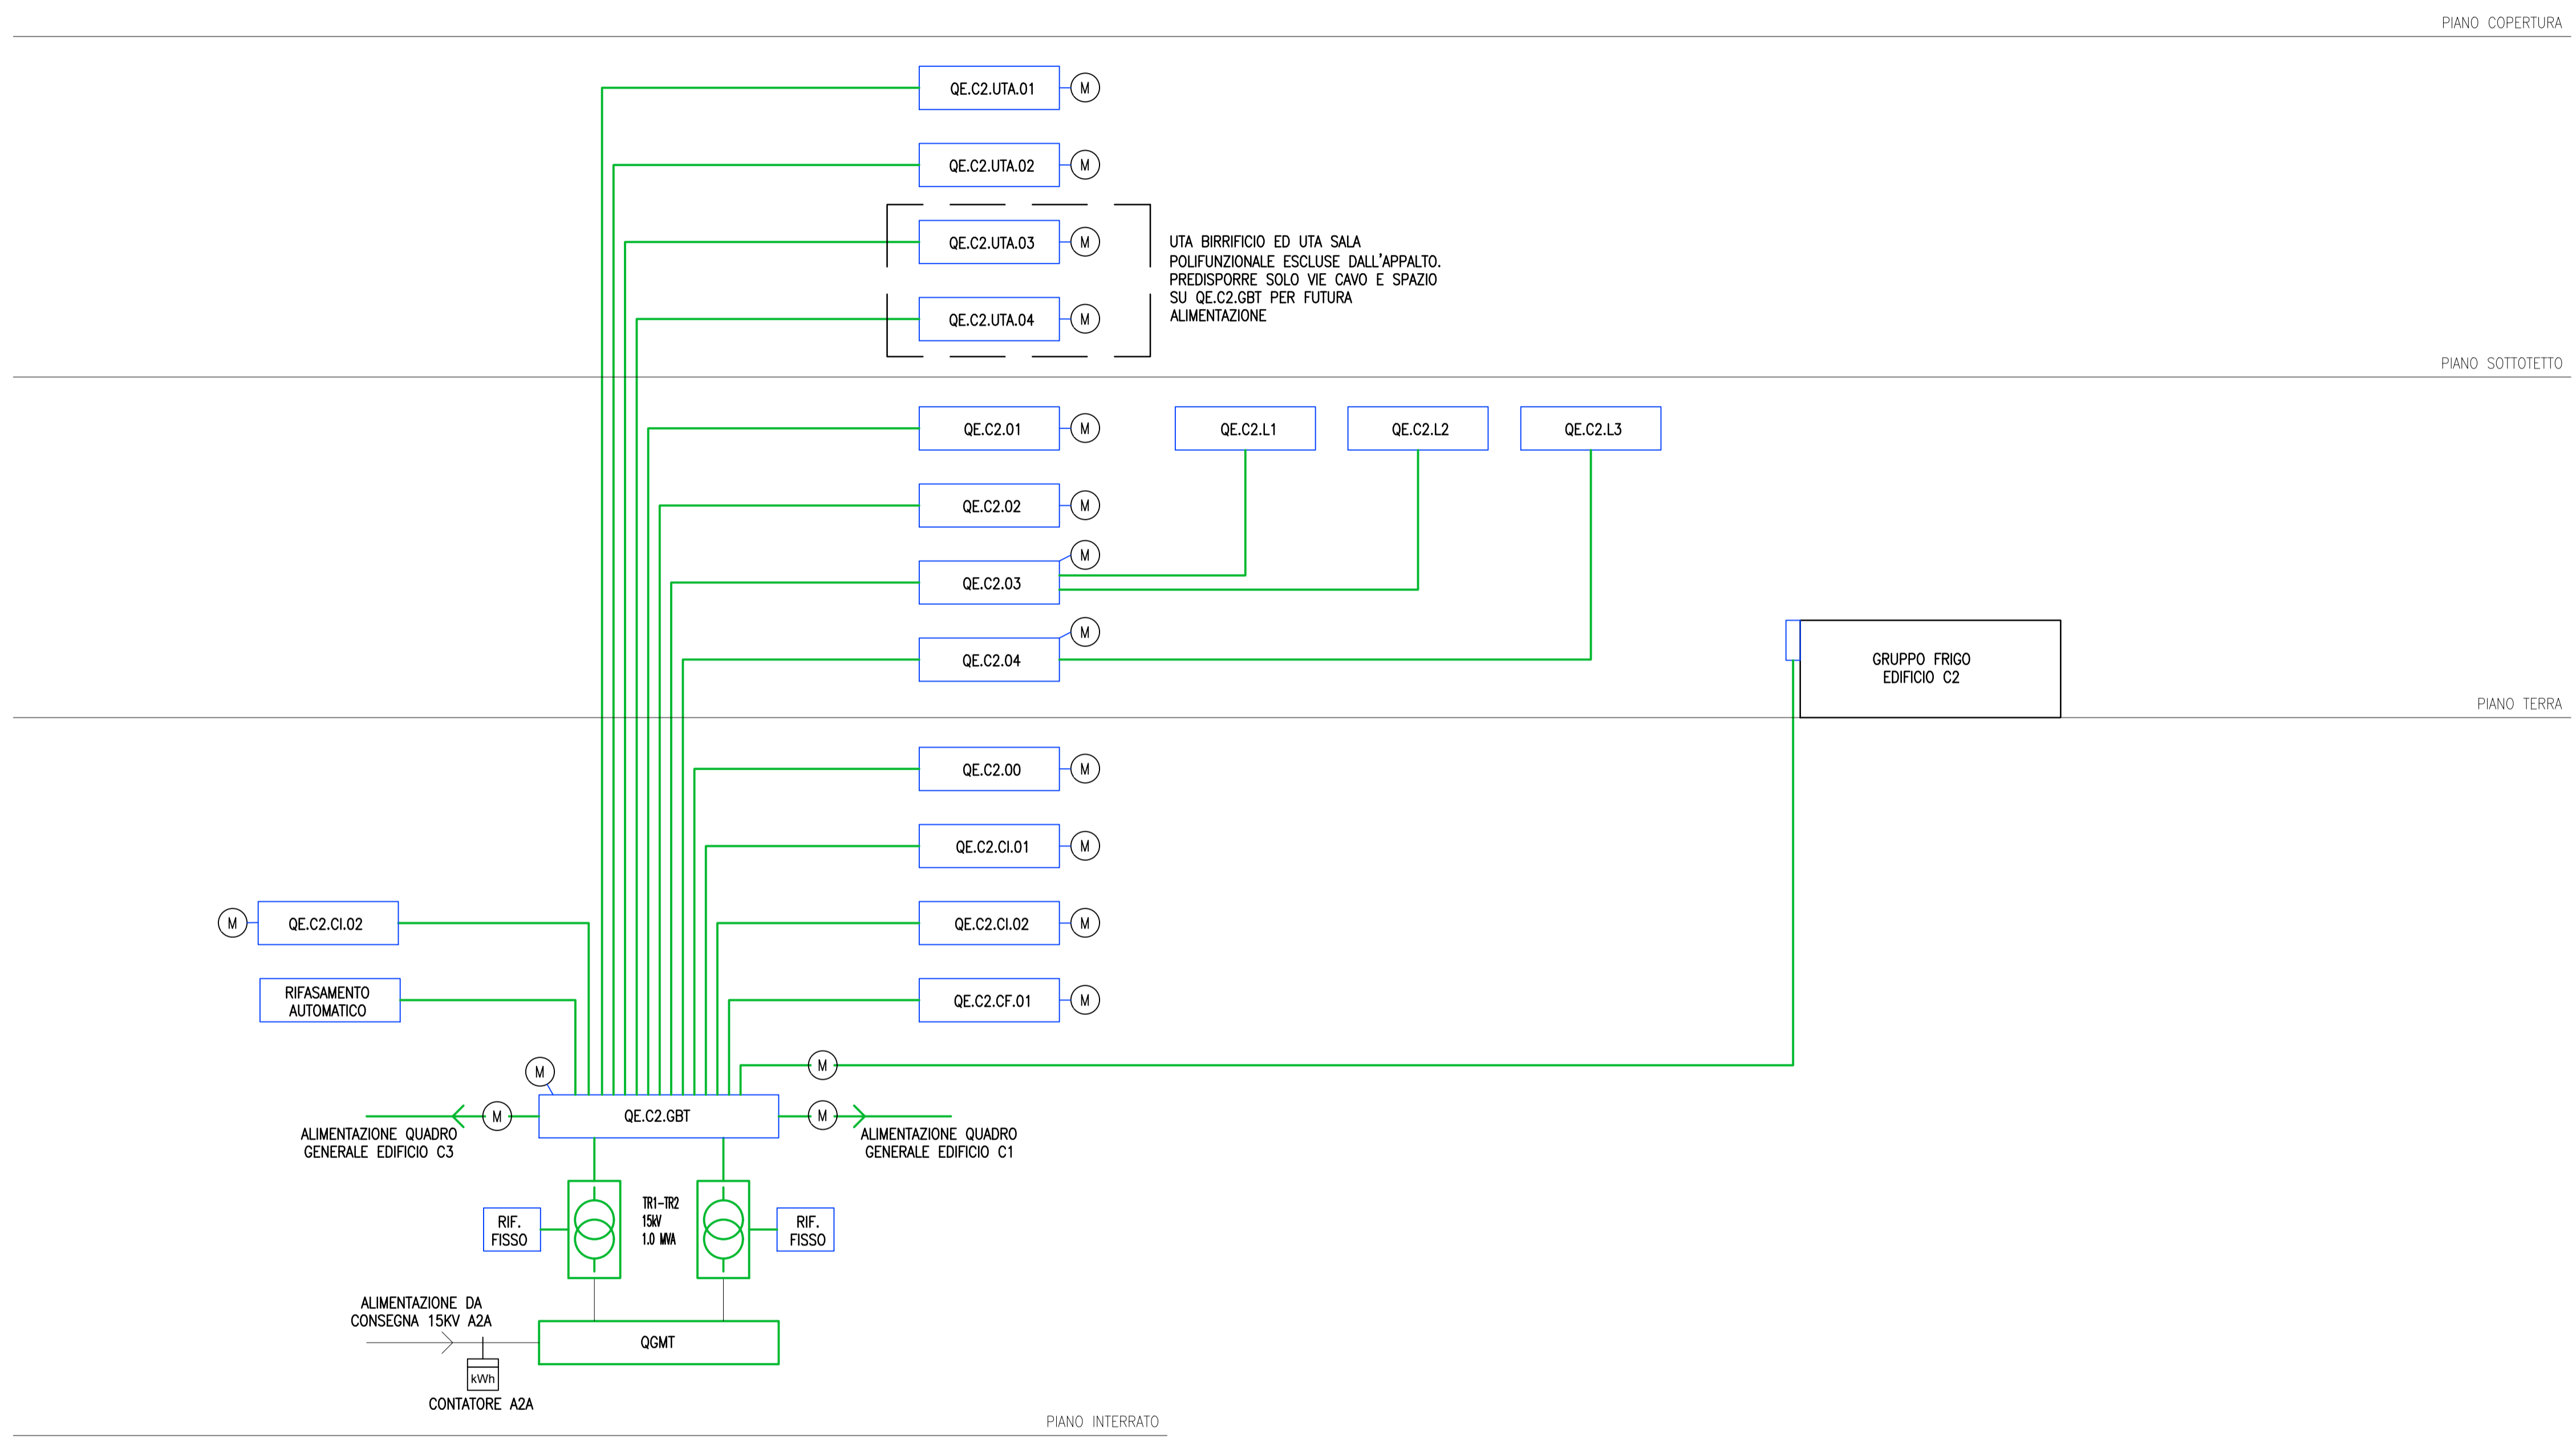 PIANO COPERTURA
QE.C2.UTA.01
M
QE.C2.UTA.02
M
QE.C2.UTA.03
M
UTA BIRRIFICIO ED UTA SALA
POLIFUNZIONALE ESCLUSE DALL'APPALTO.
PREDISPORRE SOLO VIE CAVO E SPAZIO
SU QE.C2.GBT PER FUTURA
ALIMENTAZIONE
QE.C2.UTA.04
M
PIANO SOTTOTETTO
QE.C2.01
M
QE.C2.L1
QE.C2.L2
QE.C2.L3
QE.C2.02
M
QE.C2.03
M
QE.C2.04
M
GRUPPO FRIGO
EDIFICIO C2
PIANO TERRA
QE.C2.00
M
QE.C2.CI.01
M
M
QE.C2.CI.02
QE.C2.CI.02
M
RIFASAMENTO
AUTOMATICO
QE.C2.CF.01
M
M
M
M
QE.C2.GBT
M
ALIMENTAZIONE QUADRO
GENERALE EDIFICIO C3
ALIMENTAZIONE QUADRO
GENERALE EDIFICIO C1
RIF.
FISSO
TR1-TR2
15kV
1.0 MVA
RIF.
FISSO
ALIMENTAZIONE DA
CONSEGNA 15KV A2A
QGMT
kWh
CONTATORE A2A
PIANO INTERRATO